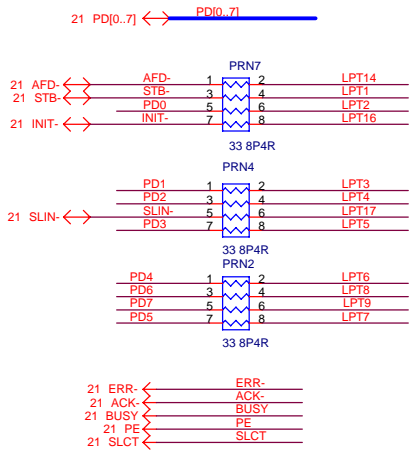 21 PD[0..7] PD[0..7]
PRN7
21 AFD- AFD- 1 2 LPT14
21 STB- STB- 3 4 LPT1
PD0 5 6 LPT2
21 INIT- INIT- 7 8 LPT16
33 8P4R
PRN4
PD1 1 2 LPT3
PD2 3 4 LPT4
21 SLIN- SLIN- 5 6 LPT17
PD3 7 8 LPT5
33 8P4R
PRN2
PD4 1 2 LPT6
PD6 3 4 LPT8
PD7 5 6 LPT9
PD5 7 8 LPT7
33 8P4R
21 ERR- ERR-
21 ACK- ACK-
21 BUSY BUSY
21 PE PE
21 SLCT SLCT